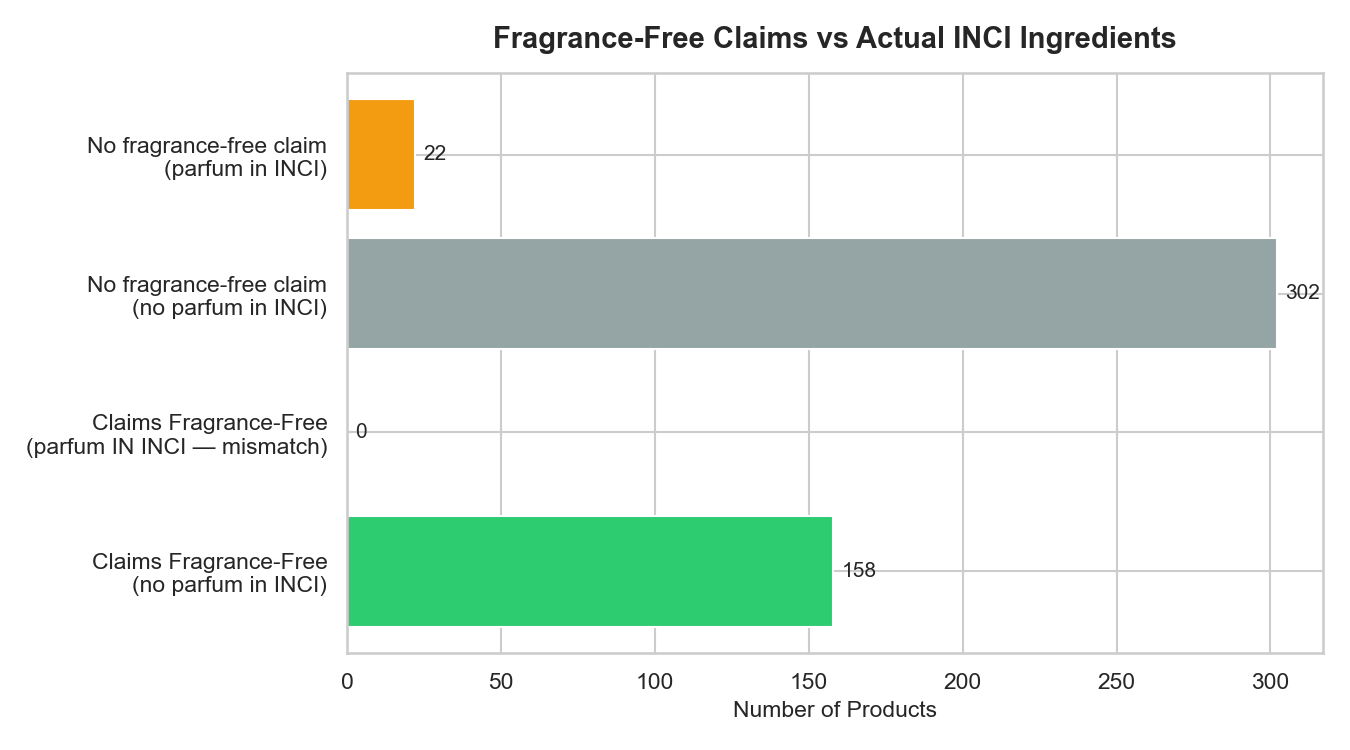 Fragrance-Free Claims vs Actual INCI Ingredients
No fragrance-free claim
(parfum in INCI)
22
No fragrance-free claim
(no parfum in INCI)
302
Claims Fragrance-Free
(parfum IN INCI — mismatch)
0
Claims Fragrance-Free
(no parfum in INCI)
158
0 50 100 150 200 250 300
Number of Products